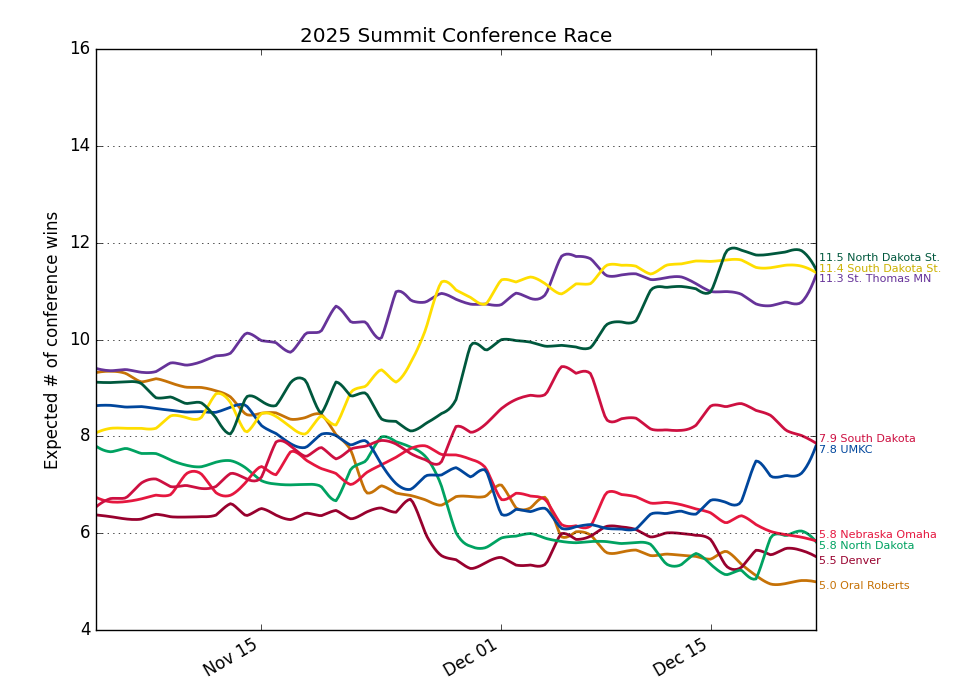 2025 Summit Conference Race
Expected # of conference wins
16
14
12
10
8
6
4
11.5 North Dakota St.
11.4 South Dakota St.
11.3 St. Thomas MN
7.9 South Dakota
7.8 UMKC
5.8 Nebraska Omaha
5.8 North Dakota
5.5 Denver
5.0 Oral Roberts
Nov 15
Dec 01
Dec 15